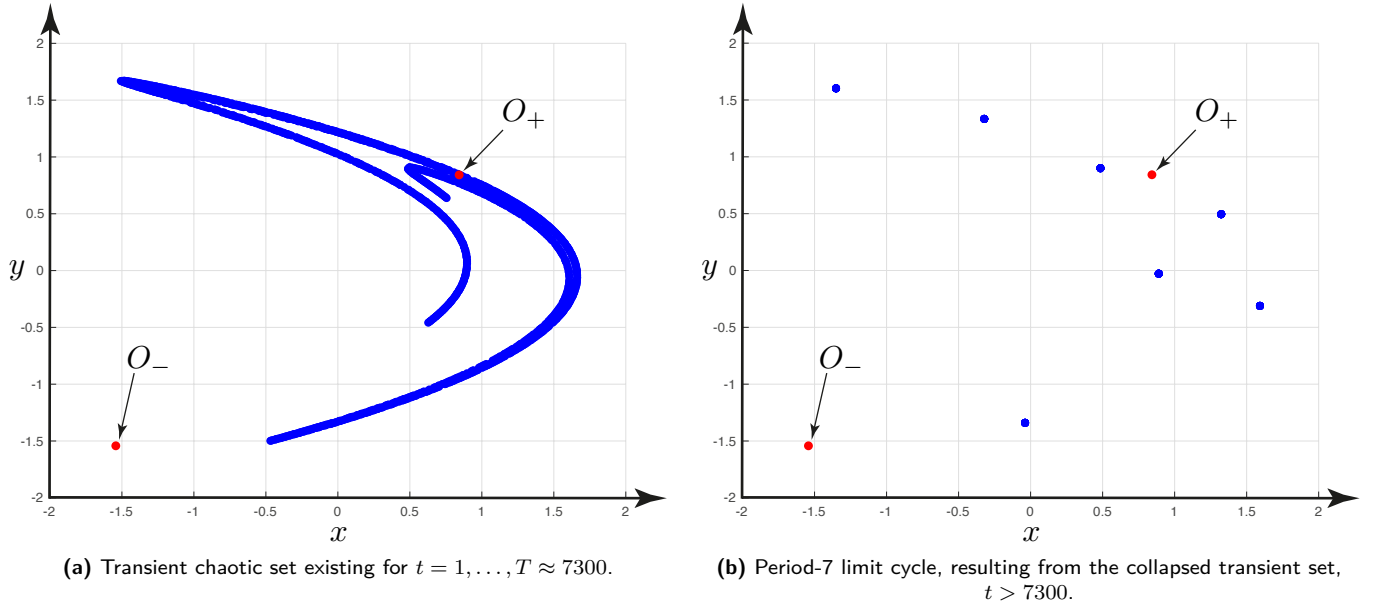 2
1.5
O₊
1
0.5
y 0
-0.5
O₋
-1
-1.5
-2
-2 -1.5 -1 -0.5 0 0.5 1 1.5 2
x
(a) Transient chaotic set existing for t = 1, . . . , T ≈ 7300.
2
1.5
O₊
1
0.5
y 0
-0.5
O₋
-1
-1.5
-2
-2 -1.5 -1 -0.5 0 0.5 1 1.5 2
x
(b) Period-7 limit cycle, resulting from the collapsed transient set,
t > 7300.